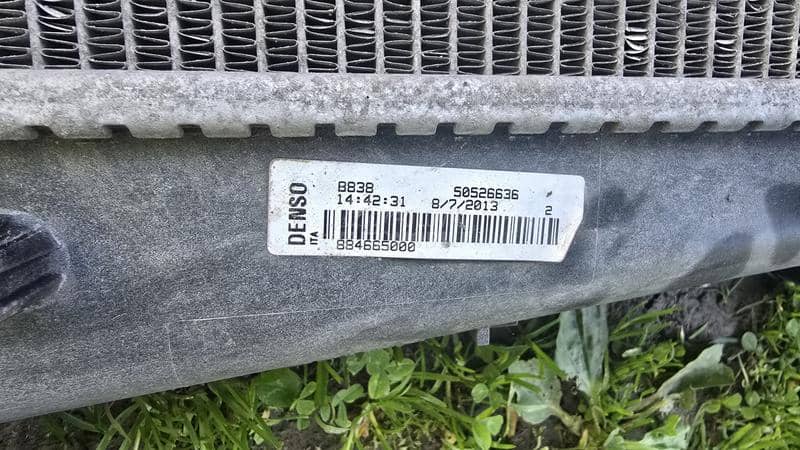 DENSO
ITA
B838 50526636
14:42:31 8/7/2013 2
884665000